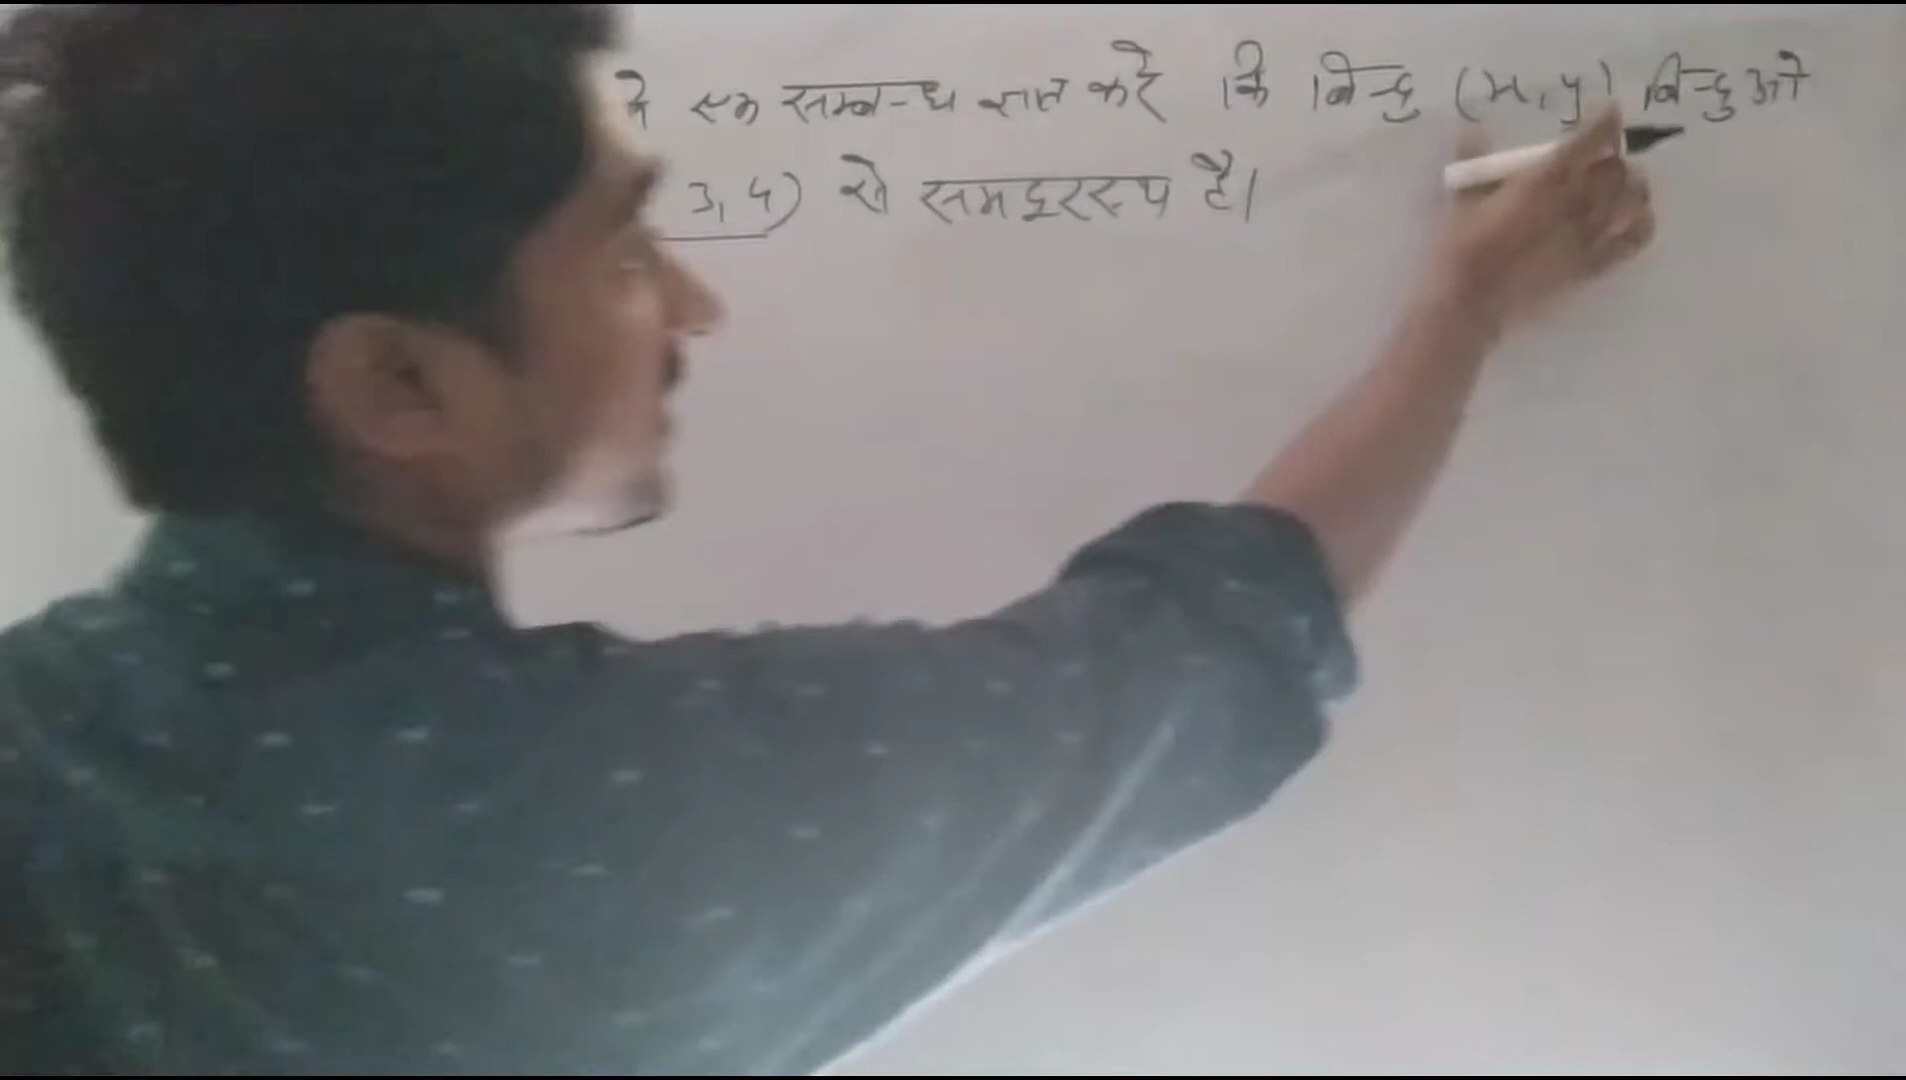 में एक सम्बन्ध ज्ञात करें कि बिन्दु (x, y) बिन्दुओं
3, 4) से समदूरस्थ है।